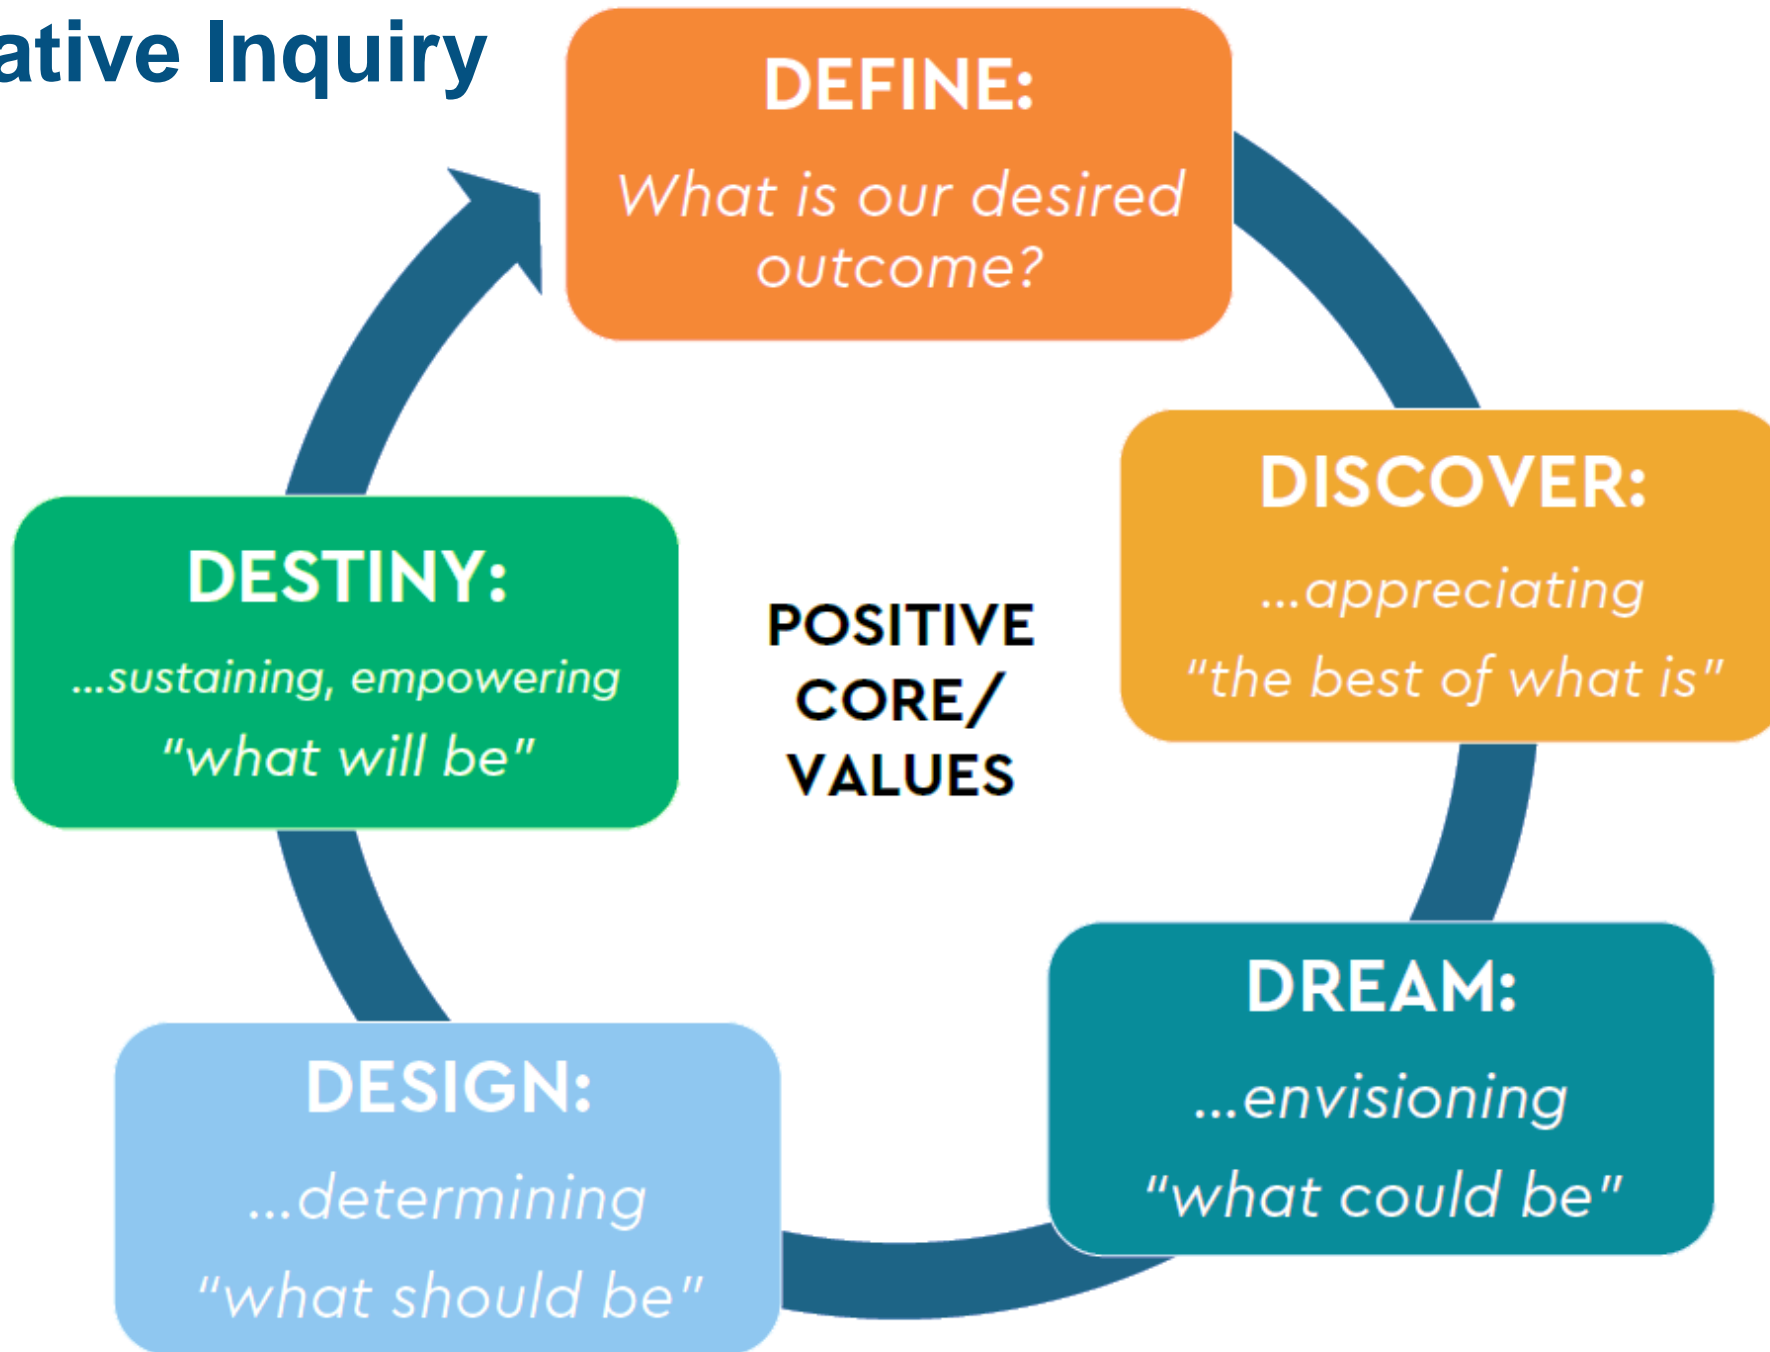 ative Inquiry
DEFINE:
What is our desired
outcome?
DISCOVER:
...appreciating
"the best of what is"
DREAM:
...envisioning
"what could be"
DESIGN:
...determining
"what should be"
DESTINY:
...sustaining, empowering
"what will be"
POSITIVE
CORE/
VALUES